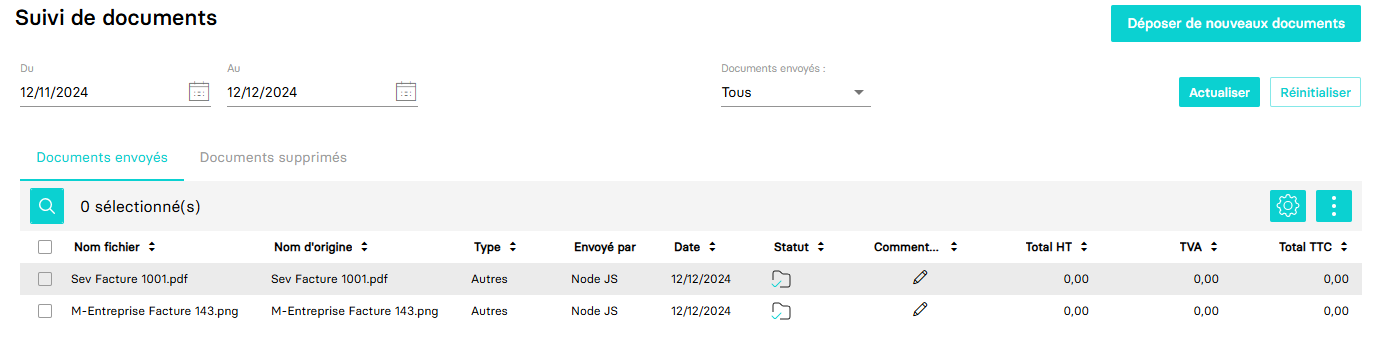 Suivi de documents
Déposer de nouveaux documents
Du
Au
Documents envoyés :
12/11/2024
12/12/2024
Tous
Actualiser
Réinitialiser
Documents envoyés
Documents supprimés
0 sélectionné(s)
Nom fichier Nom d'origine Type Envoyé par Date Statut Comment... Total HT TVA Total TTC
Sev Facture 1001.pdf Sev Facture 1001.pdf Autres Node JS 12/12/2024 0,00 0,00 0,00
M-Entreprise Facture 143.png M-Entreprise Facture 143.png Autres Node JS 12/12/2024 0,00 0,00 0,00